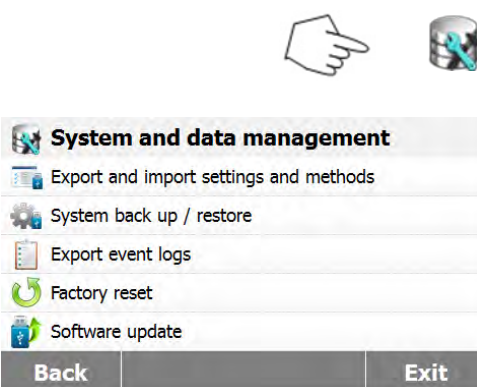 System and data management
Export and import settings and methods
System back up / restore
Export event logs
Factory reset
Software update
Back Exit